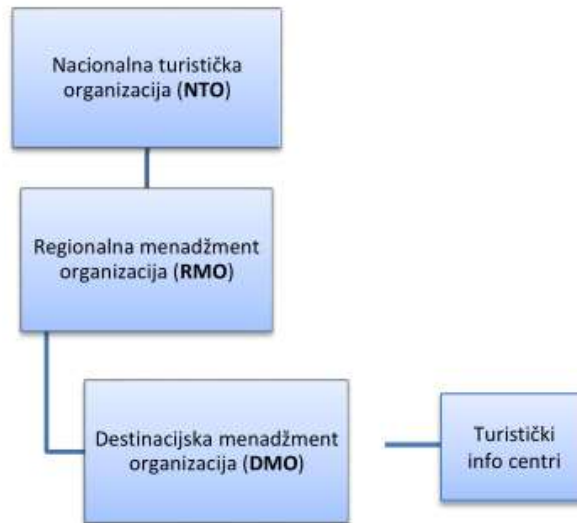 Nacionalna turistička
organizacija (NTO)
Regionalna menadžment
organizacija (RMO)
Destinacijska menadžment
organizacija (DMO)
Turistički
info centri